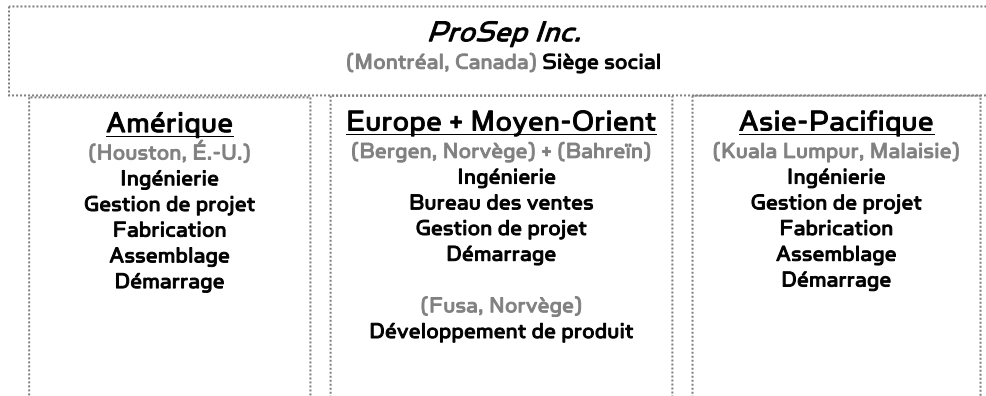 ProSep Inc.
(Montréal, Canada) Siège social
Amérique
(Houston, É.-U.)
Ingénierie
Gestion de projet
Fabrication
Assemblage
Démarrage
Europe + Moyen-Orient
(Bergen, Norvège) + (Bahreïn)
Ingénierie
Bureau des ventes
Gestion de projet
Démarrage
(Fusa, Norvège)
Développement de produit
Asie-Pacifique
(Kuala Lumpur, Malaisie)
Ingénierie
Gestion de projet
Fabrication
Assemblage
Démarrage